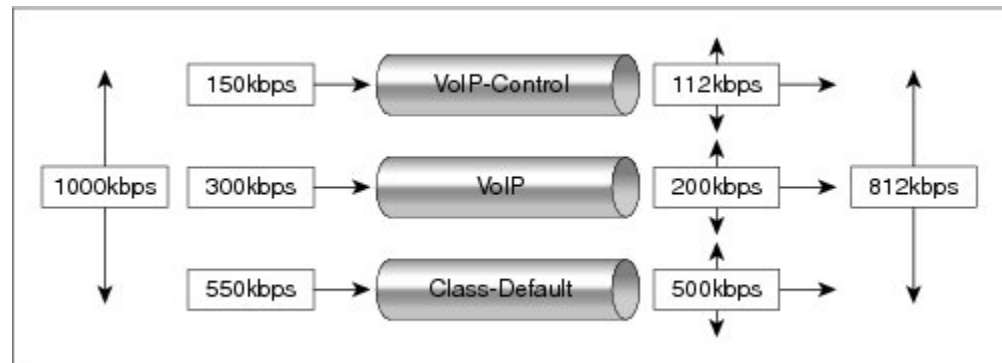 150kbps VoIP-Control 112kbps
1000kbps 300kbps VoIP 200kbps 812kbps
550kbps Class-Default 500kbps